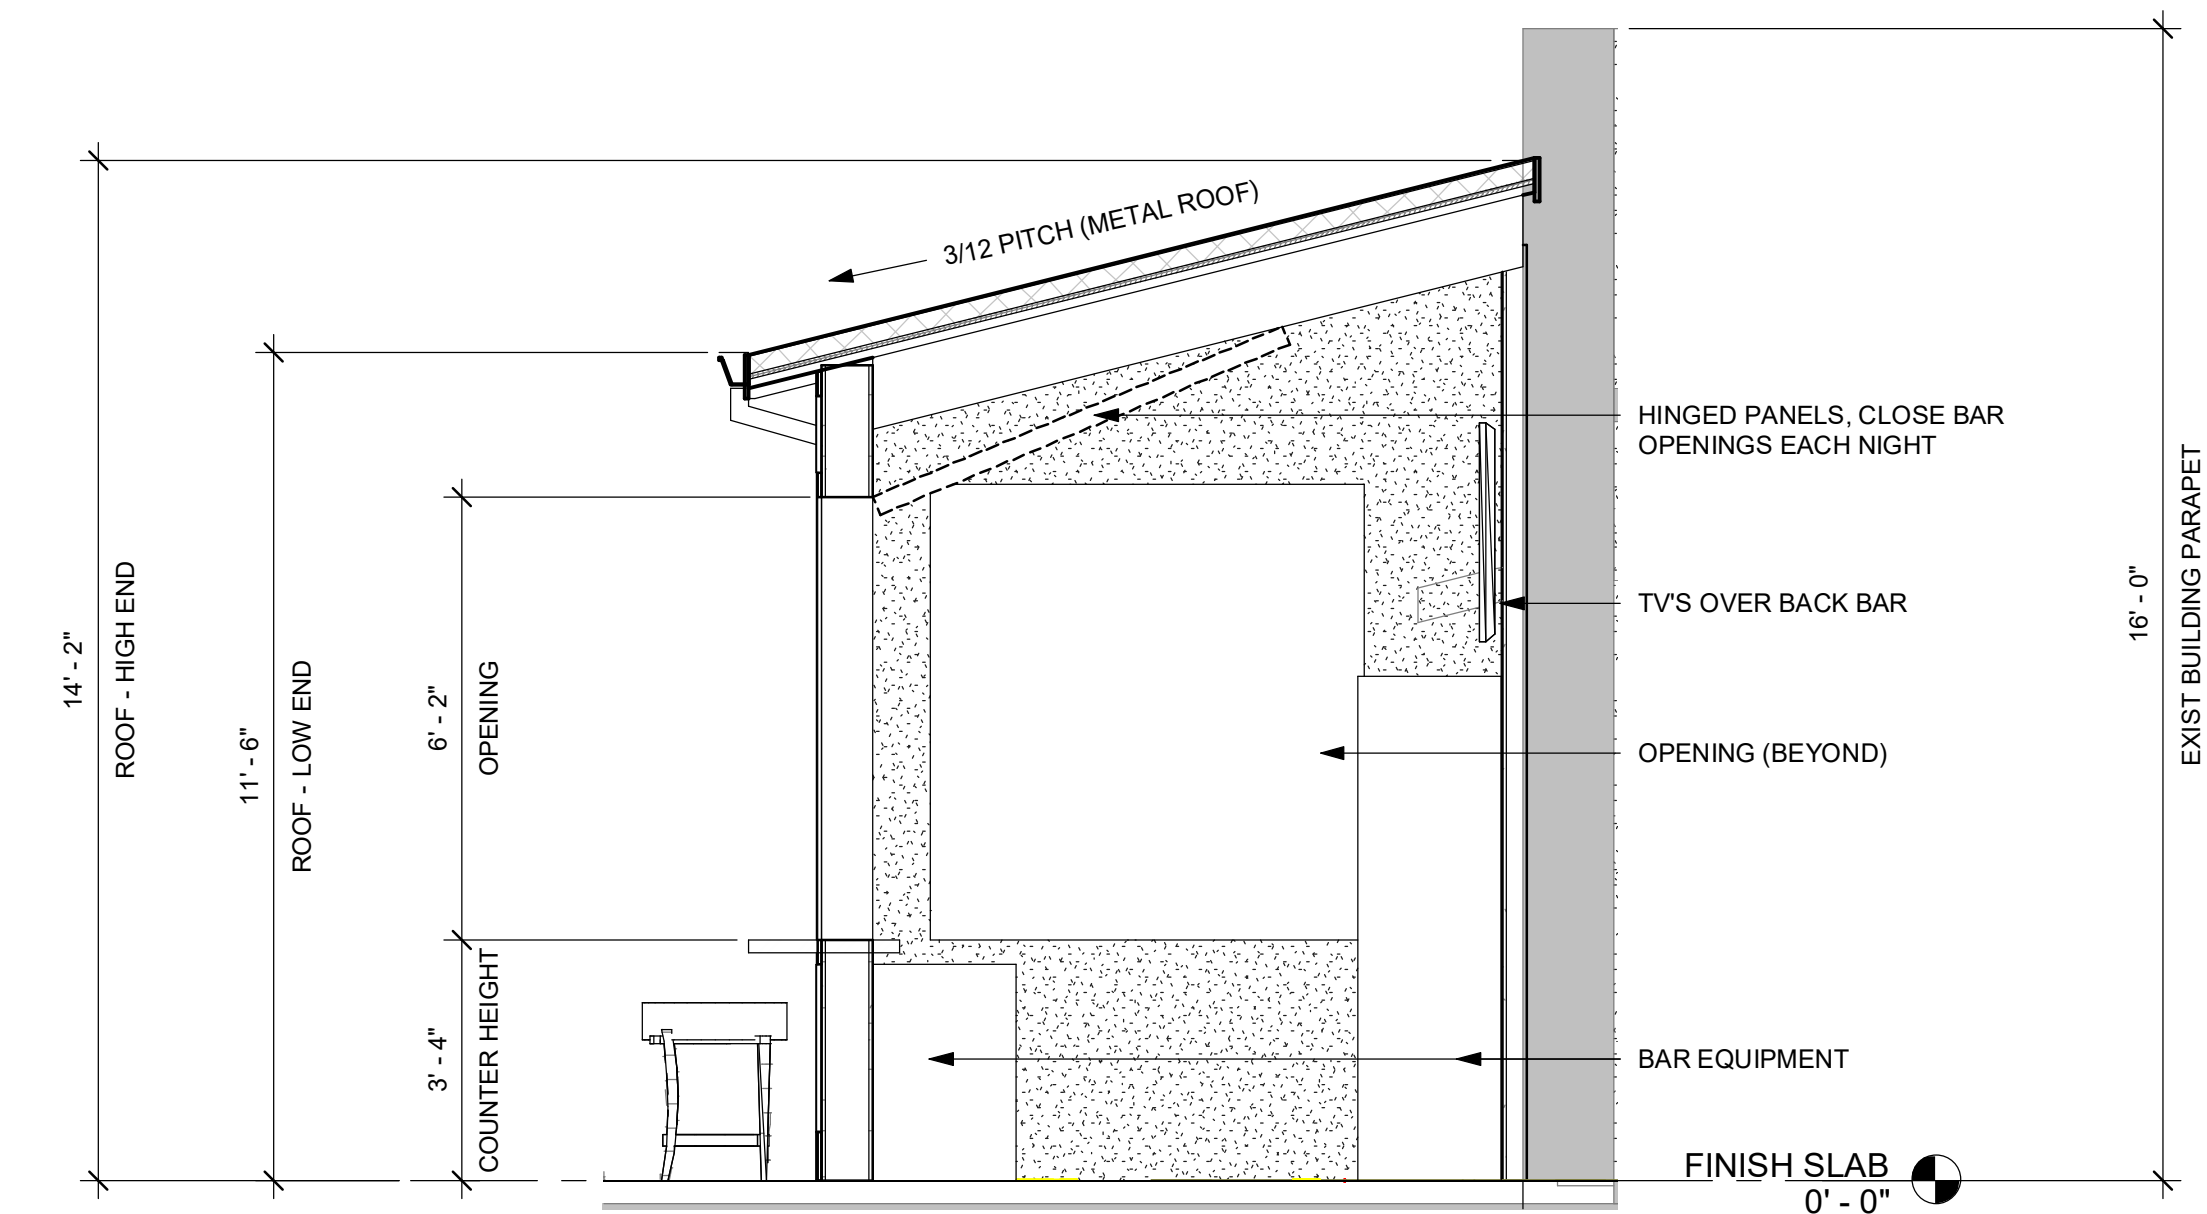 3/12 PITCH (METAL ROOF)
14' - 2"
ROOF - HIGH END
11' - 6"
ROOF - LOW END
6' - 2"
OPENING
3' - 4"
COUNTER HEIGHT
HINGED PANELS, CLOSE BAR
OPENINGS EACH NIGHT
TV'S OVER BACK BAR
OPENING (BEYOND)
BAR EQUIPMENT
16' - 0"
EXIST BUILDING PARAPET
FINISH SLAB
0' - 0"